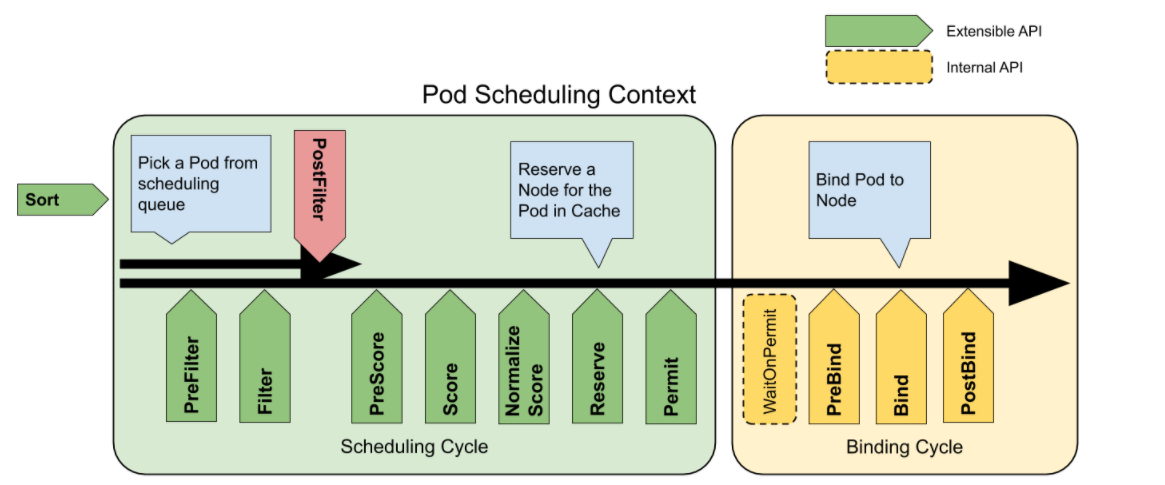 Extensible API
Internal API
Pod Scheduling Context
Sort
Pick a Pod from
scheduling
queue
PostFilter
Reserve a
Node for the
Pod in Cache
Bind Pod to
Node
PreFilter
Filter
PreScore
Score
Normalize
Score
Reserve
Permit
WaitOnPermit
PreBind
Bind
PostBind
Scheduling Cycle
Binding Cycle